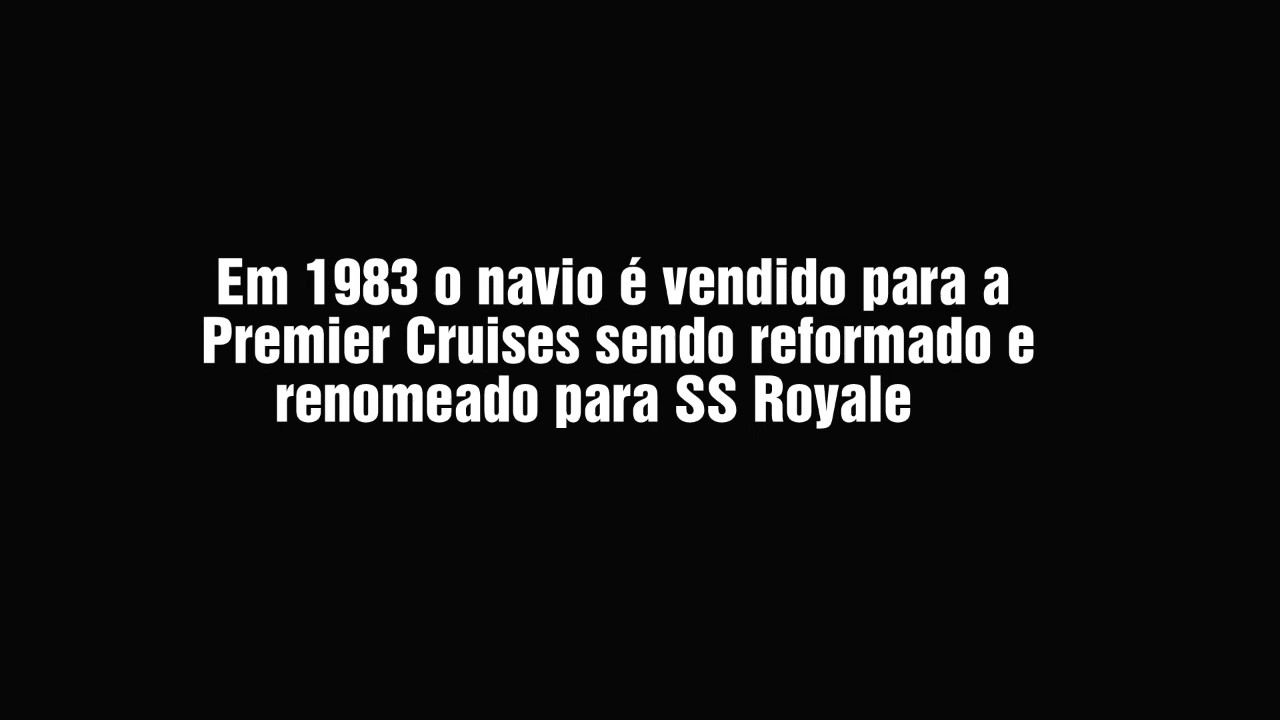 Em 1983 o navio é vendido para a
Premier Cruises sendo reformado e
renomeado para SS Royale